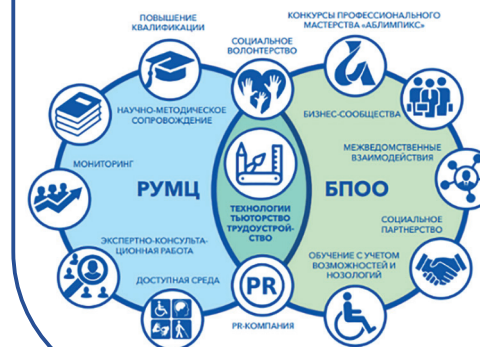 ПОВЫШЕНИЕ
КВАЛИФИКАЦИИ
СОЦИАЛЬНОЕ
ВОЛОНТЕРСТВО
КОНКУРСЫ ПРОФЕССИОНАЛЬНОГО
МАСТЕРСТВА «АБЛИМПИКС»
НАУЧНО-МЕТОДИЧЕСКОЕ
СОПРОВОЖДЕНИЕ
БИЗНЕС-СООБЩЕСТВА
МОНИТОРИНГ
МЕЖВЕДОМСТВЕННЫЕ
ВЗАИМОДЕЙСТВИЯ
РУМЦ
БПОО
ТЕХНОЛОГИИ
ТЬЮТОРСТВО
ТРУДОУСТРОЙ-
СТВО
СОЦИАЛЬНОЕ
ПАРТНЕРСТВО
ЭКСПЕРТНО-КОНСУЛЬТА-
ЦИОННАЯ РАБОТА
ОБУЧЕНИЕ С УЧЕТОМ
ВОЗМОЖНОСТЕЙ И
НОЗОЛОГИЙ
ДОСТУПНАЯ СРЕДА
PR
PR-КОМПАНИЯ